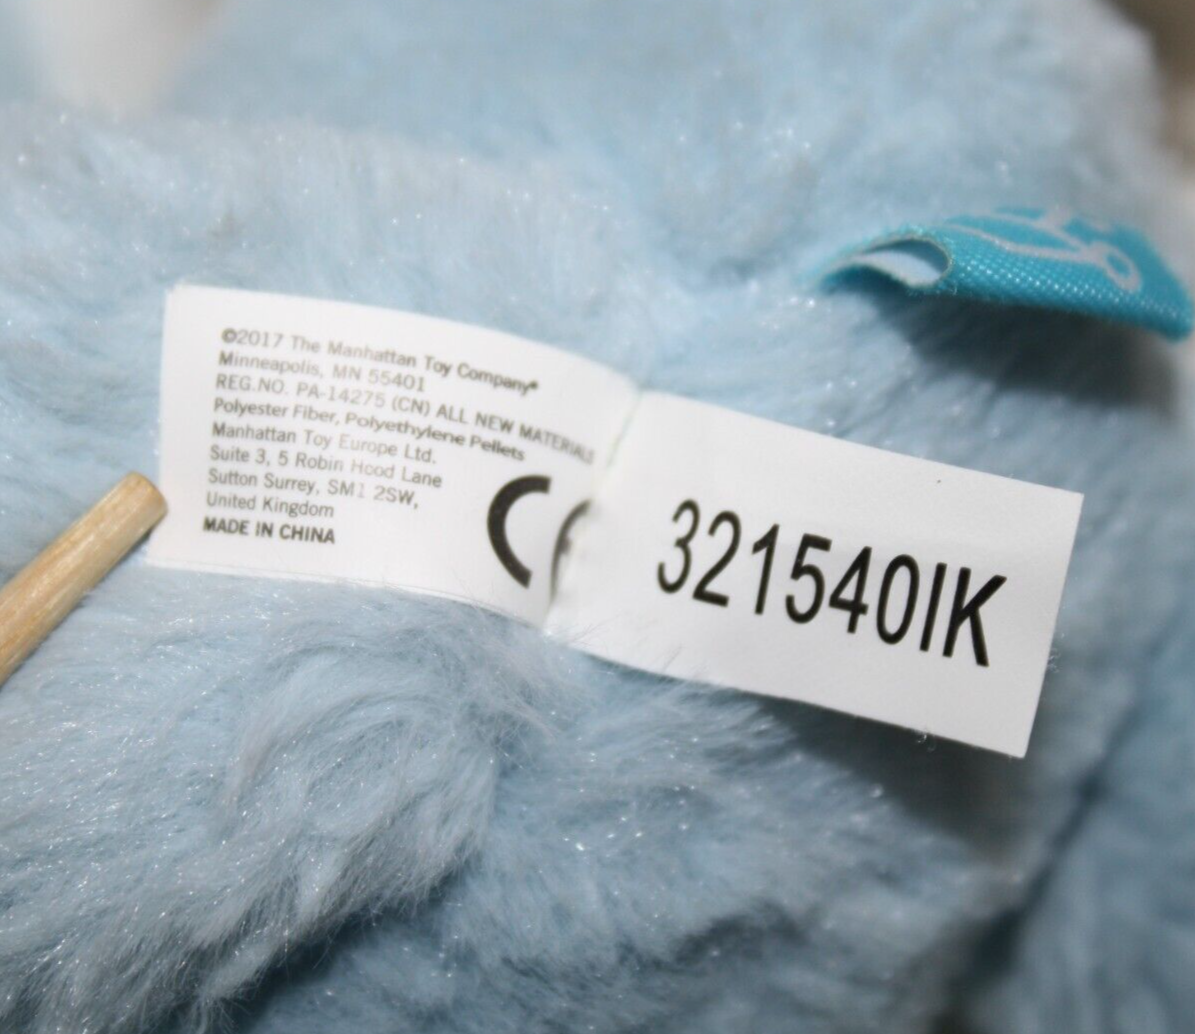 ©2017 The Manhattan Toy Company®
Minneapolis, MN 55401
REG.NO. PA-14275 (CN) ALL NEW MATERIALS
Polyester Fiber, Polyethylene Pellets
Manhattan Toy Europe Ltd.
Suite 3, 5 Robin Hood Lane
Sutton Surrey, SM1 2SW,
United Kingdom
MADE IN CHINA
CE
321540IK